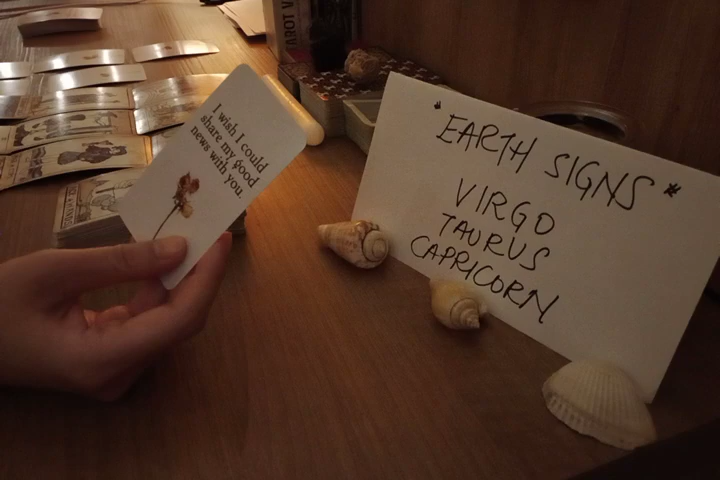 I wish I could
share my good
news with you.
" EARTH SIGNS "
VIRGO
TAURUS
CAPRICORN